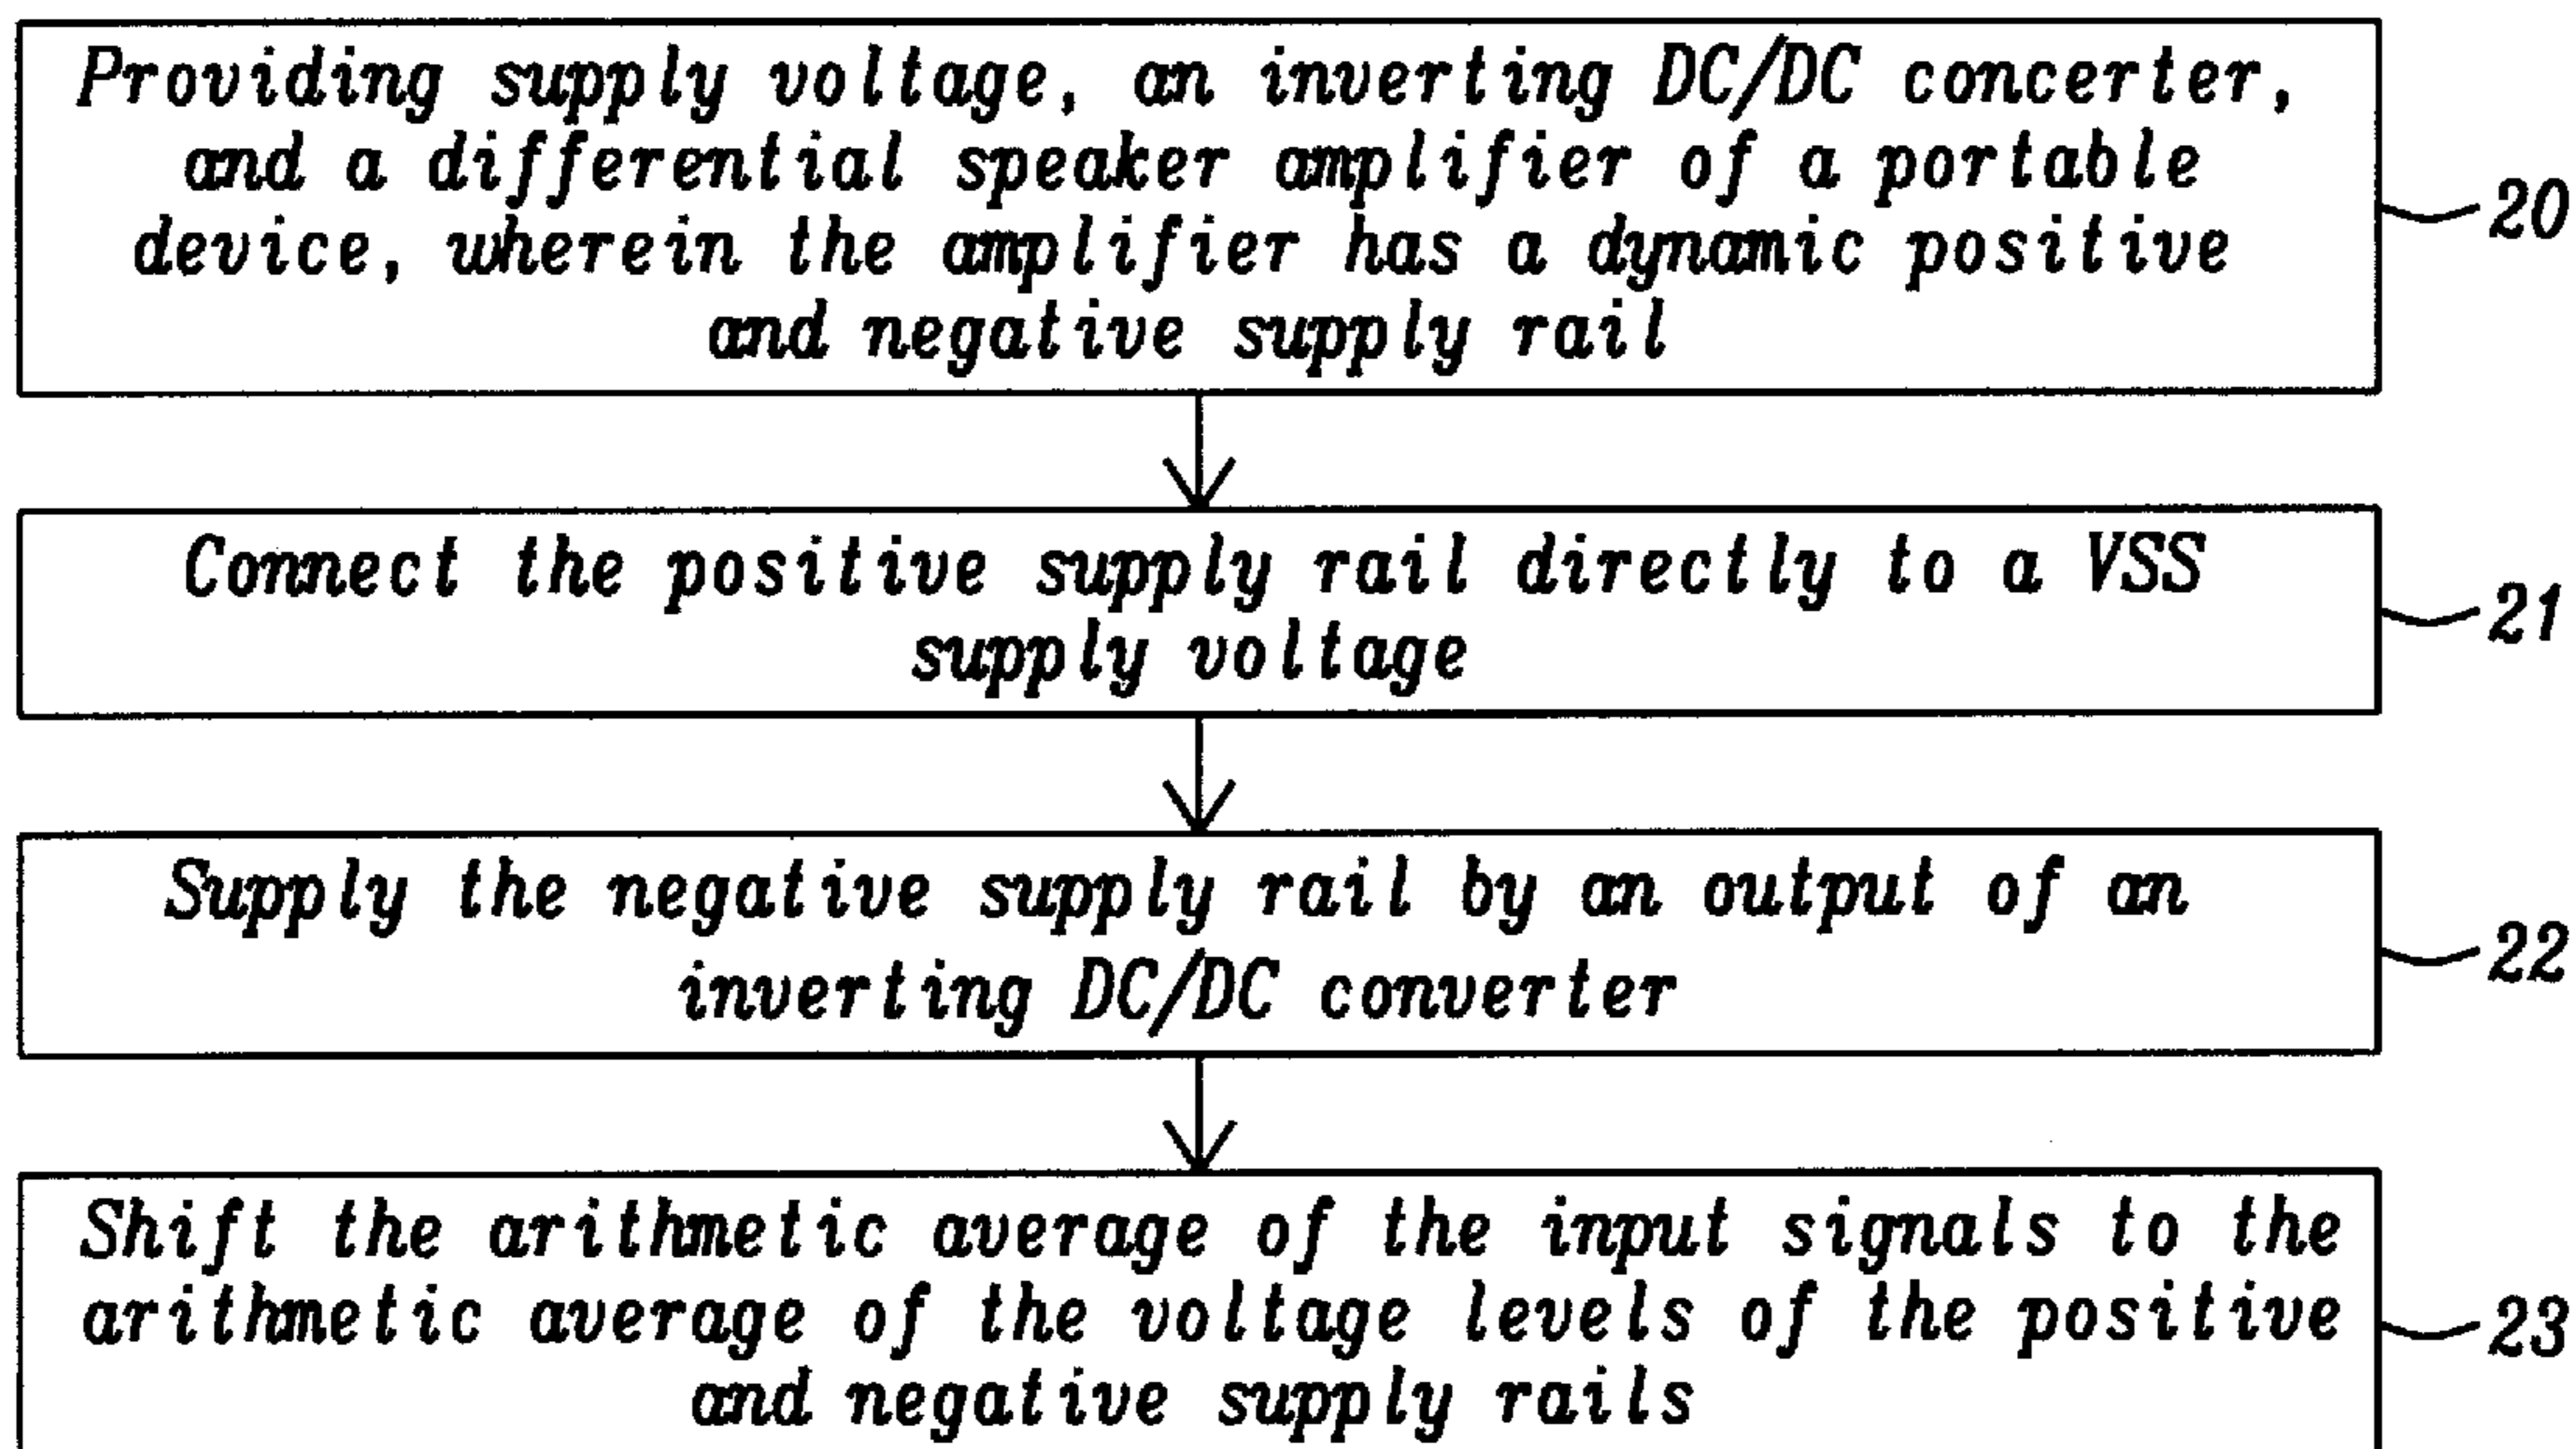 Providing supply voltage, an inverting DC/DC concerter,
and a differential speaker amplifier of a portable
device, wherein the amplifier has a dynamic positive
and negative supply rail
20
Connect the positive supply rail directly to a VSS
supply voltage
21
Supply the negative supply rail by an output of an
inverting DC/DC converter
22
Shift the arithmetic average of the input signals to the
arithmetic average of the voltage levels of the positive
and negative supply rails
23